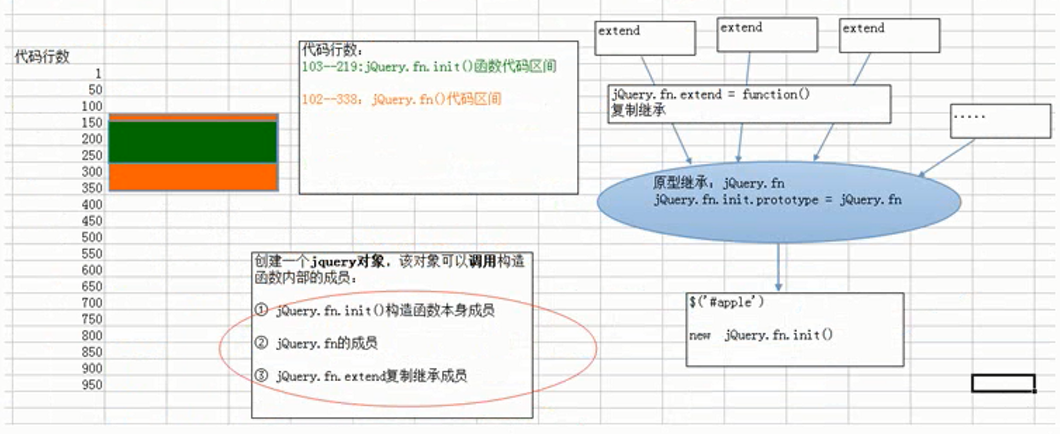 代码行数
1
50
100
150
200
250
300
350
400
450
500
550
600
650
700
750
800
850
900
950
代码行数:
103--219:jQuery.fn.init()函数代码区间
102--338: jQuery.fn()代码区间
extend
extend
extend
jQuery.fn.extend = function()
复制继承
.....
原型继承: jQuery.fn
jQuery.fn.init.prototype = jQuery.fn
创建一个jquery对象，该对象可以调用构造
函数内部的成员:
① jQuery.fn.init()构造函数本身成员
② jQuery.fn的成员
③ jQuery.fn.extend复制继承成员
$('#apple')
new jQuery.fn.init()